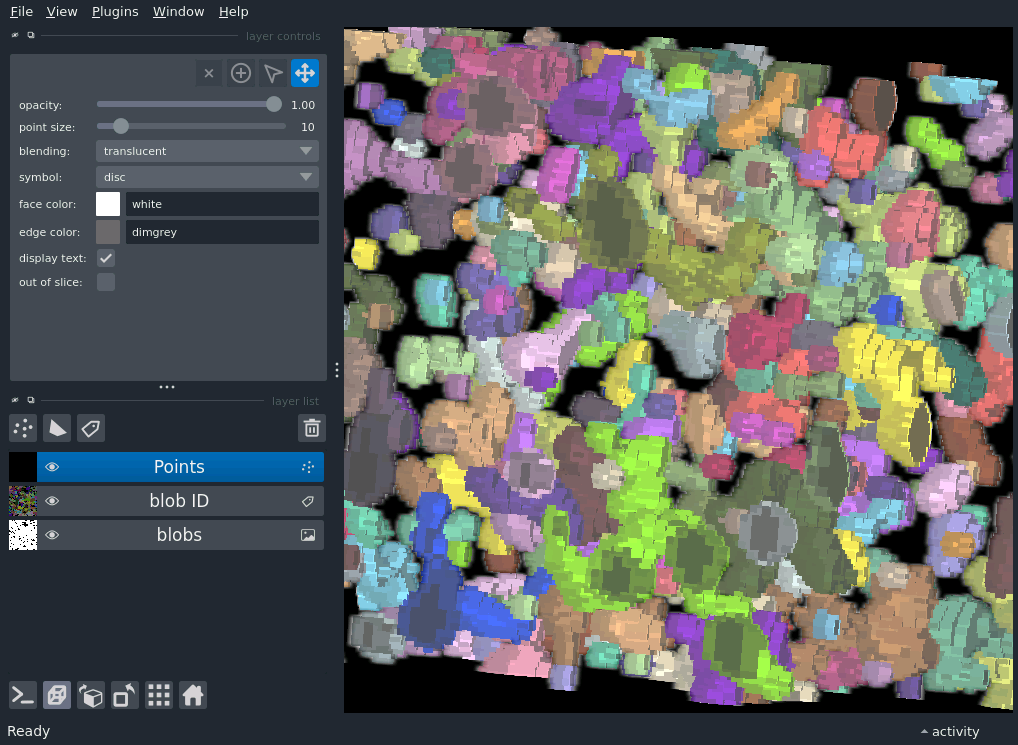 File View Plugins Window Help
layer controls
opacity: 1.00
point size: 10
blending: translucent
symbol: disc
face color: white
edge color: dimgrey
display text:
out of slice:
layer list
Points
blob ID
blobs
Ready
activity